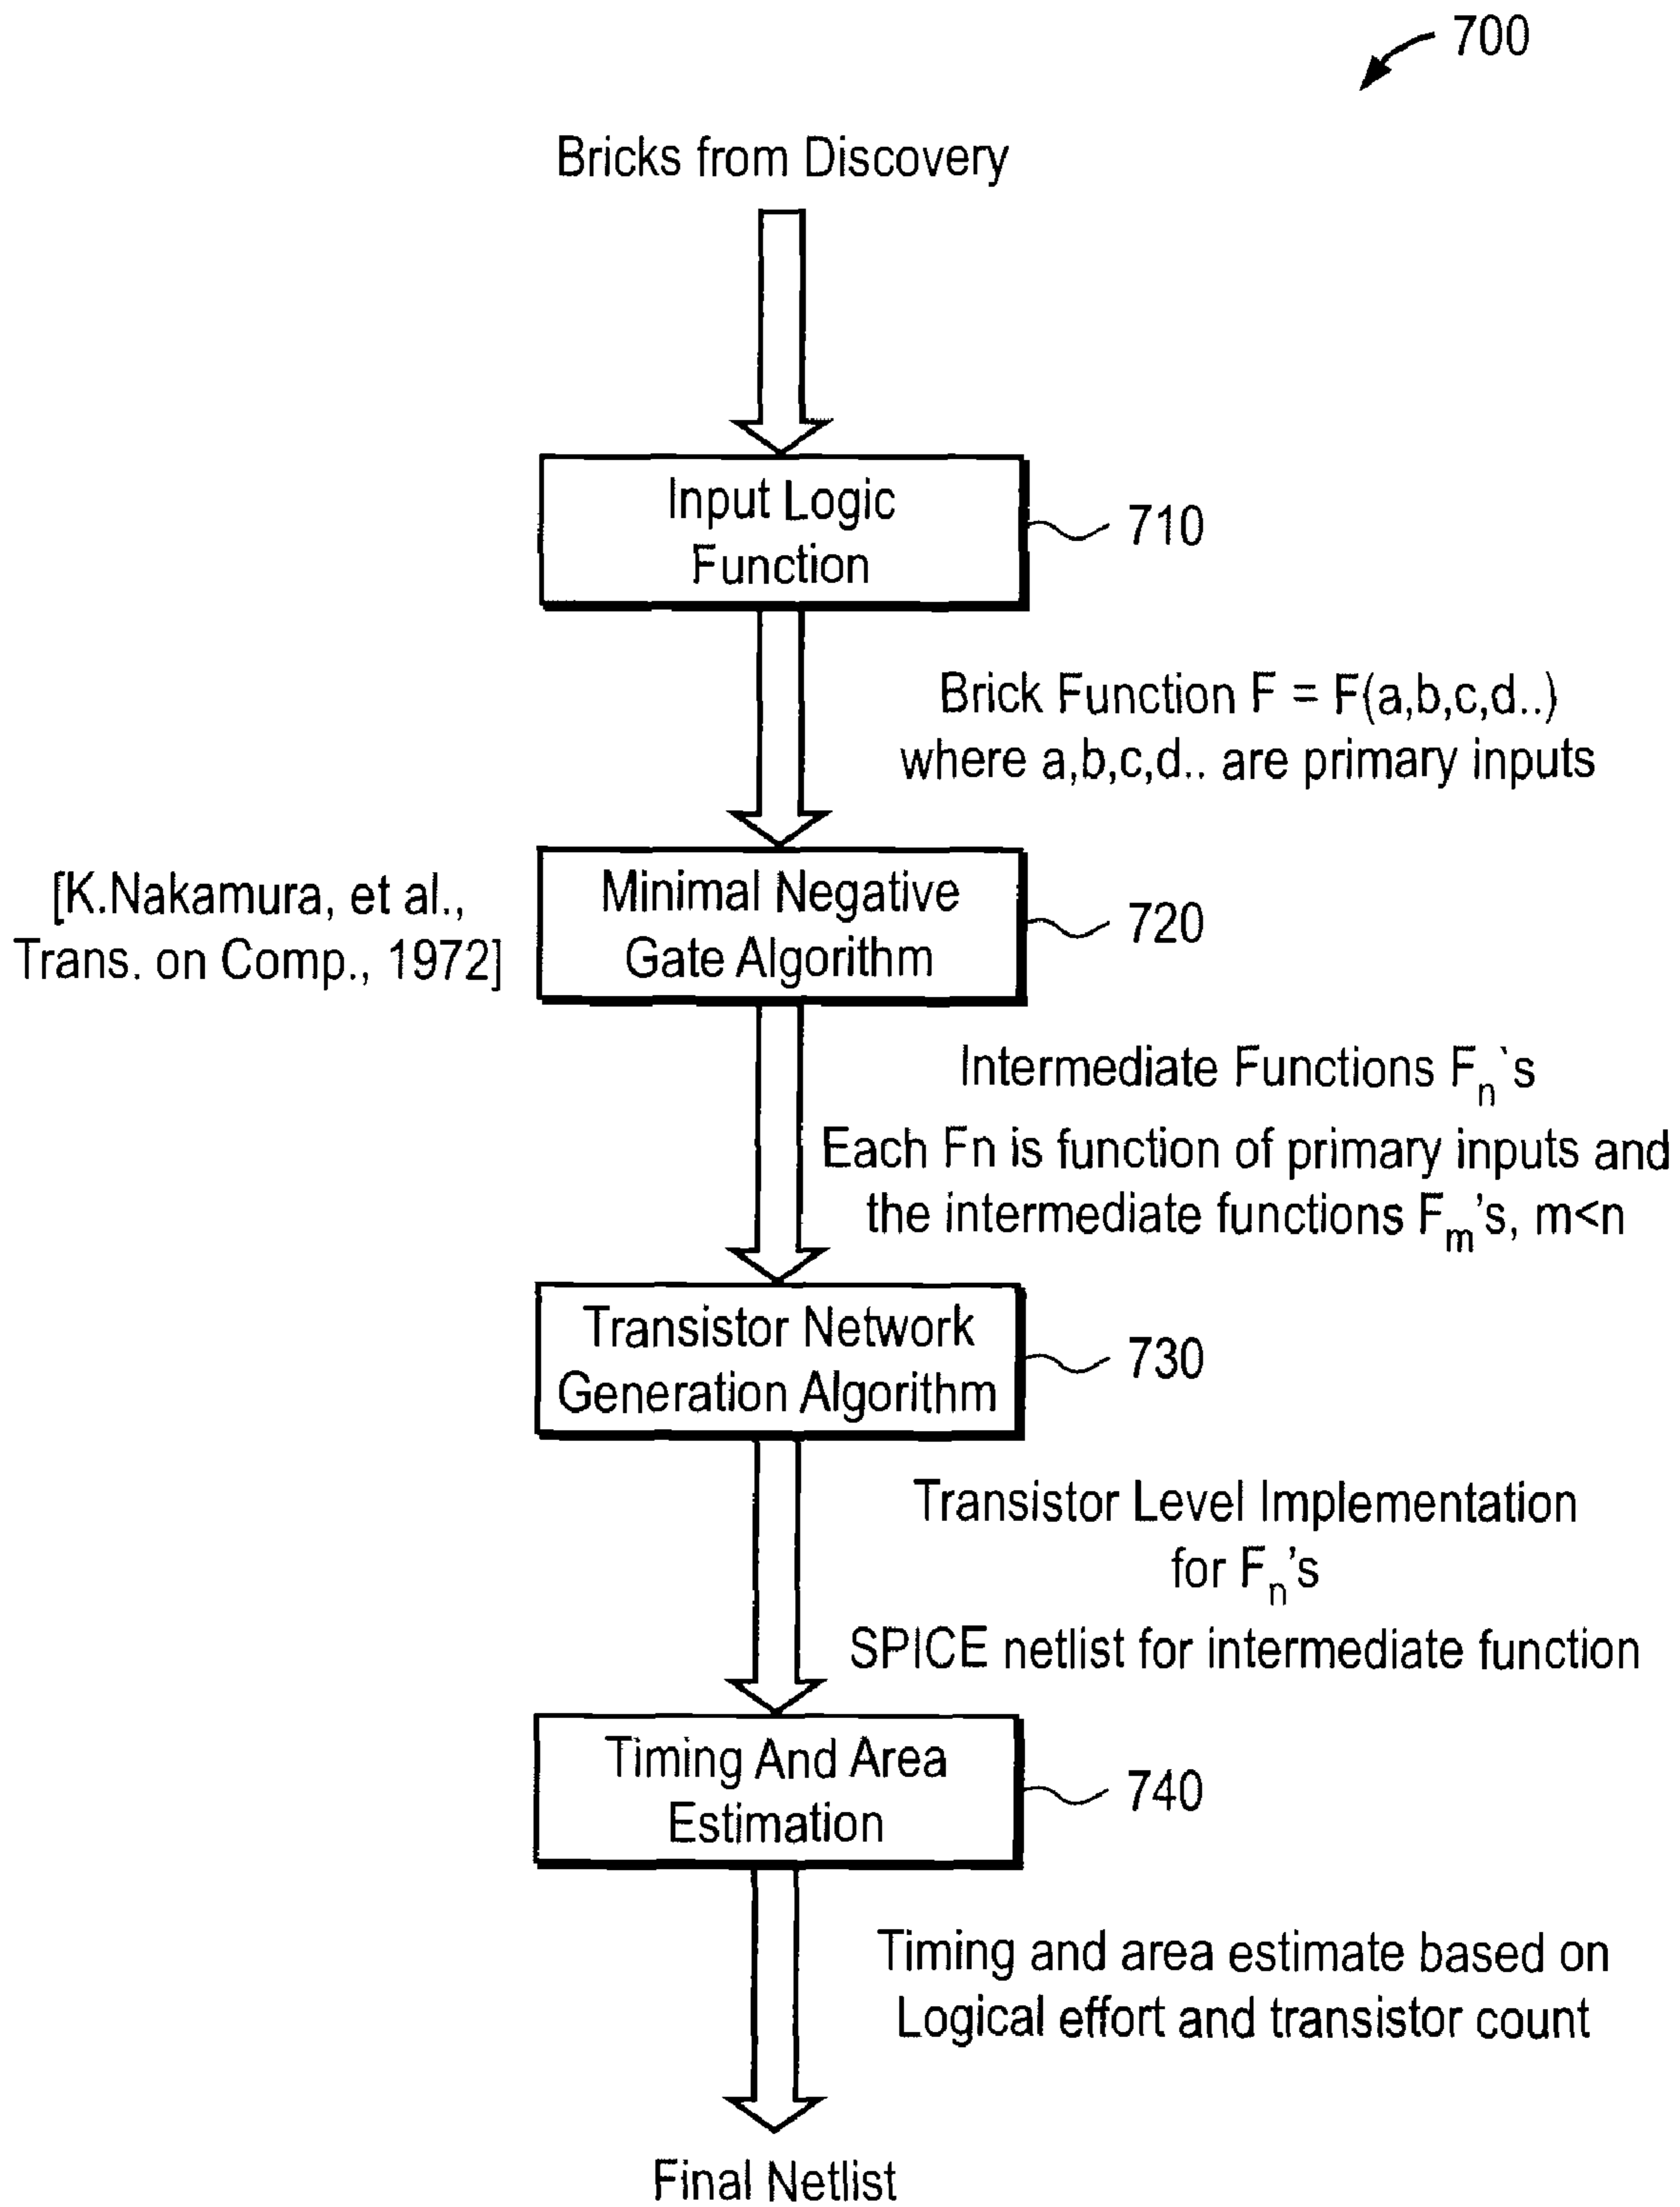 700
Bricks from Discovery
Input Logic
Function
710
Brick Function F = F(a,b,c,d..)
where a,b,c,d.. are primary inputs
[K.Nakamura, et al.,
Trans. on Comp., 1972]
Minimal Negative
Gate Algorithm
720
Intermediate Functions Fn`s
Each Fn is function of primary inputs and
the intermediate functions Fm's, m<n
Transistor Network
Generation Algorithm
730
Transistor Level Implementation
for Fn's
SPICE netlist for intermediate function
Timing And Area
Estimation
740
Timing and area estimate based on
Logical effort and transistor count
Final Netlist